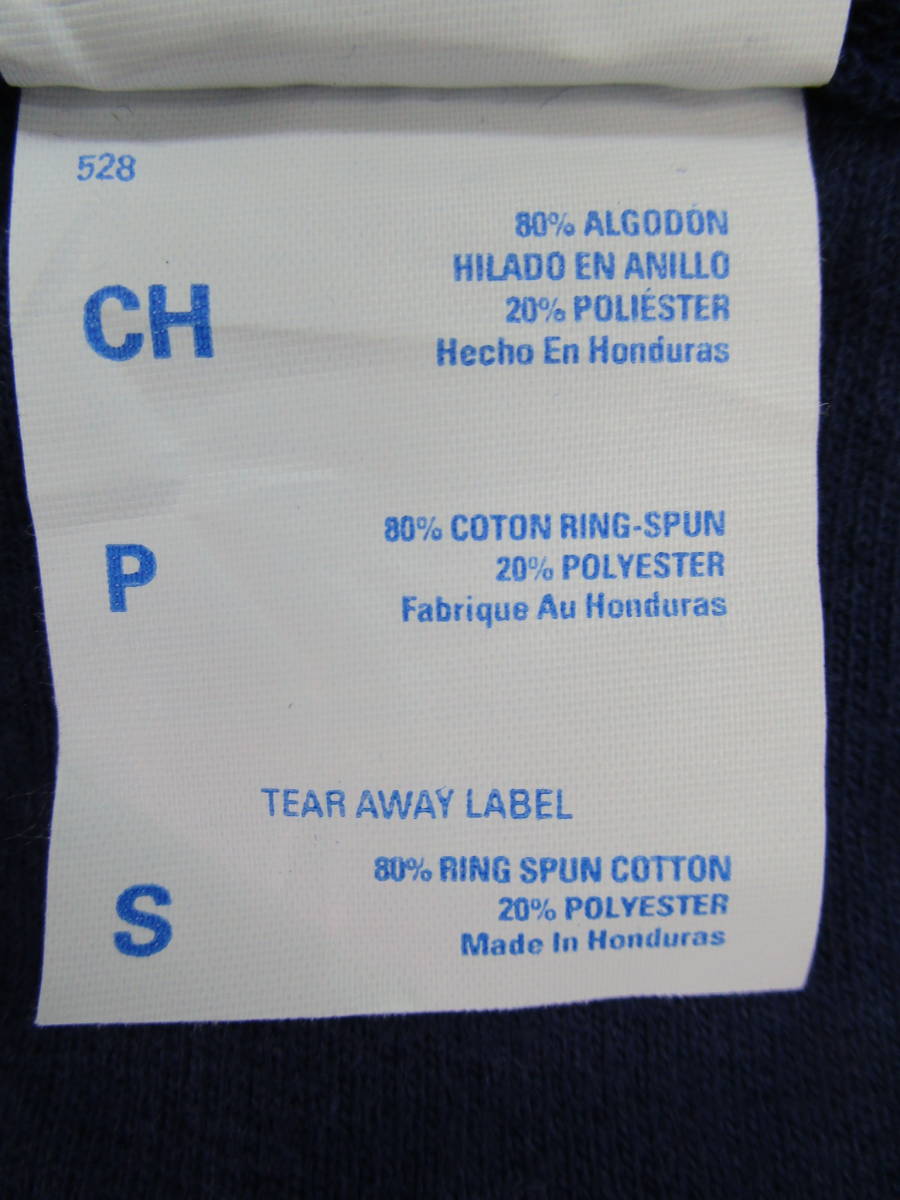 528
CH
80% ALGODÓN
HILADO EN ANILLO
20% POLIÉSTER
Hecho En Honduras
P
80% COTON RING-SPUN
20% POLYESTER
Fabrique Au Honduras
TEAR AWAY LABEL
S
80% RING SPUN COTTON
20% POLYESTER
Made In Honduras